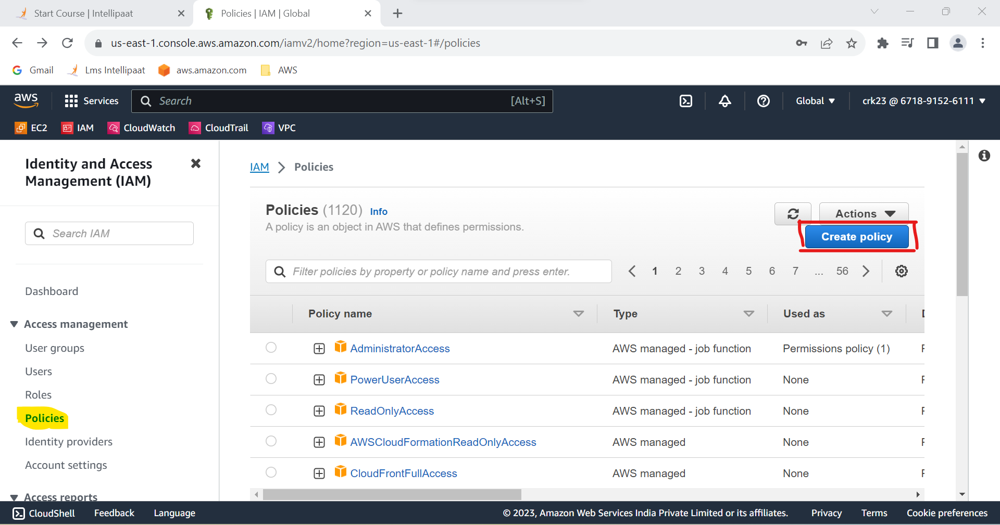 Start Course | Intellipaat
Policies | IAM | Global
us-east-1.console.aws.amazon.com/iamv2/home?region=us-east-1#/policies
Gmail
Lms Intellipaat
aws.amazon.com
AWS
aws
Services
Search
[Alt+S]
Global
crk23 @ 6718-9152-6111
EC2
IAM
CloudWatch
CloudTrail
VPC
Identity and Access
Management (IAM)
Search IAM
Dashboard
Access management
User groups
Users
Roles
Policies
Identity providers
Account settings
Access reports
IAM > Policies
Policies (1120) Info
A policy is an object in AWS that defines permissions.
Actions
Create policy
Filter policies by property or policy name and press enter.
1 2 3 4 5 6 7 ... 56
Policy name Type Used as
AdministratorAccess AWS managed - job function Permissions policy (1)
PowerUserAccess AWS managed - job function None
ReadOnlyAccess AWS managed - job function None
AWSCloudFormationReadOnlyAccess AWS managed None
CloudFrontFullAccess AWS managed None
CloudShell
Feedback
Language
© 2023, Amazon Web Services India Private Limited or its affiliates.
Privacy
Terms
Cookie preferences